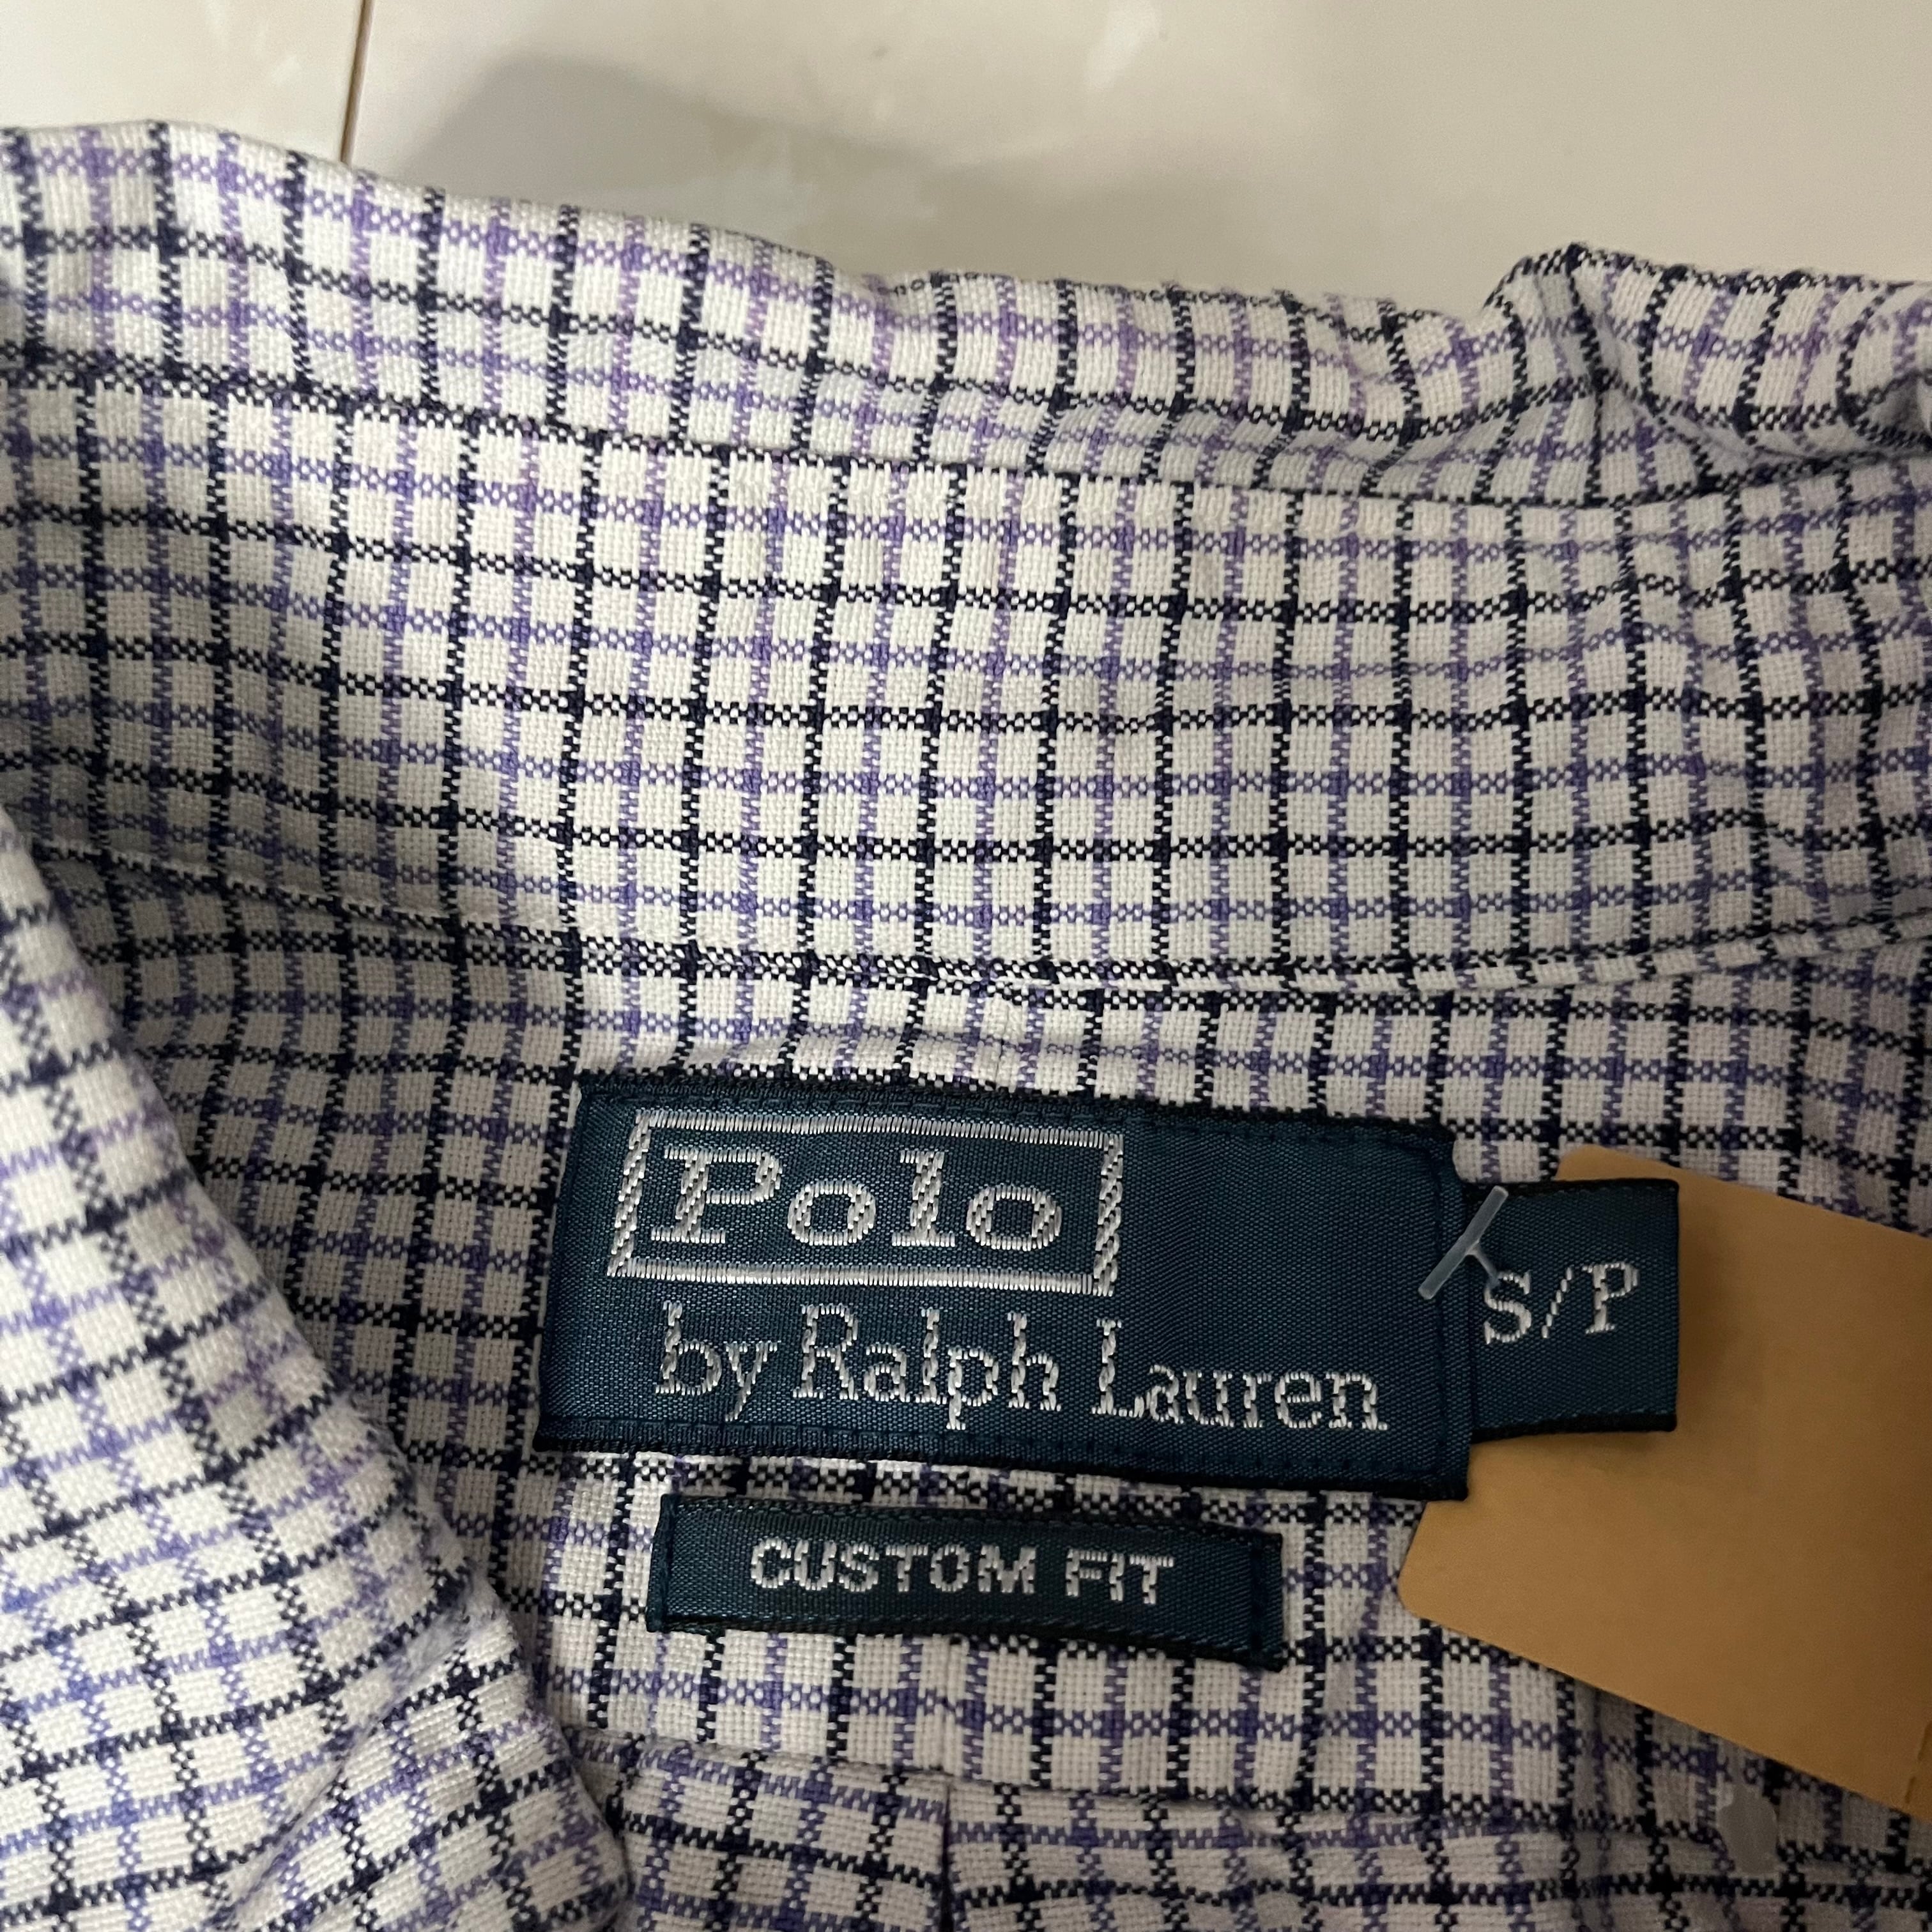 Polo
by Ralph Lauren
S/P
CUSTOM FIT